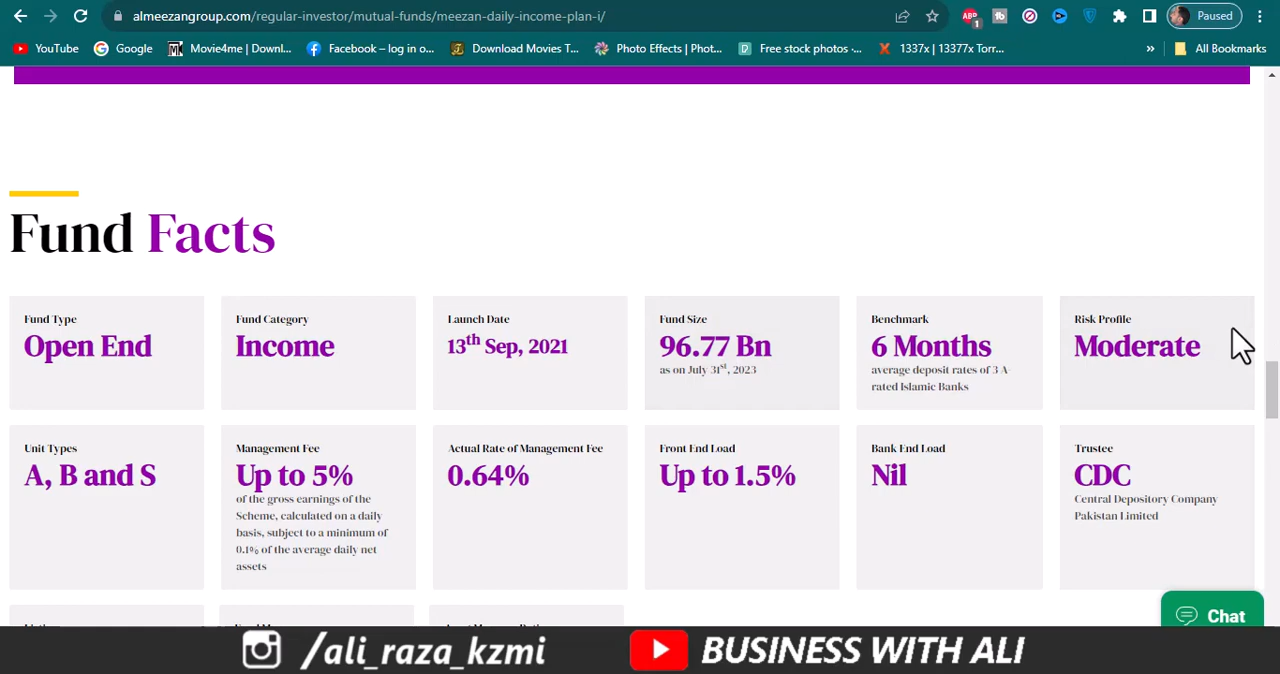 almeezangroup.com/regular-investor/mutual-funds/meezan-daily-income-plan-i/
ABP
1
Paused
YouTube
Google
Movie4me | Downl...
Facebook – log in o...
Download Movies T...
Photo Effects | Phot...
Free stock photos ·...
1337x | 13377x Torr...
»
All Bookmarks
Fund Facts
Fund Type
Open End
Fund Category
Income
Launch Date
13th Sep, 2021
Fund Size
96.77 Bn
as on July 31st, 2023
Benchmark
6 Months
average deposit rates of 3 A-
rated Islamic Banks
Risk Profile
Moderate
Unit Types
A, B and S
Management Fee
Up to 5%
of the gross earnings of the
Scheme, calculated on a daily
basis, subject to a minimum of
0.1% of the average daily net
assets
Actual Rate of Management Fee
0.64%
Front End Load
Up to 1.5%
Bank End Load
Nil
Trustee
CDC
Central Depository Company
Pakistan Limited
Chat
/ali_raza_kzmi
BUSINESS WITH ALI